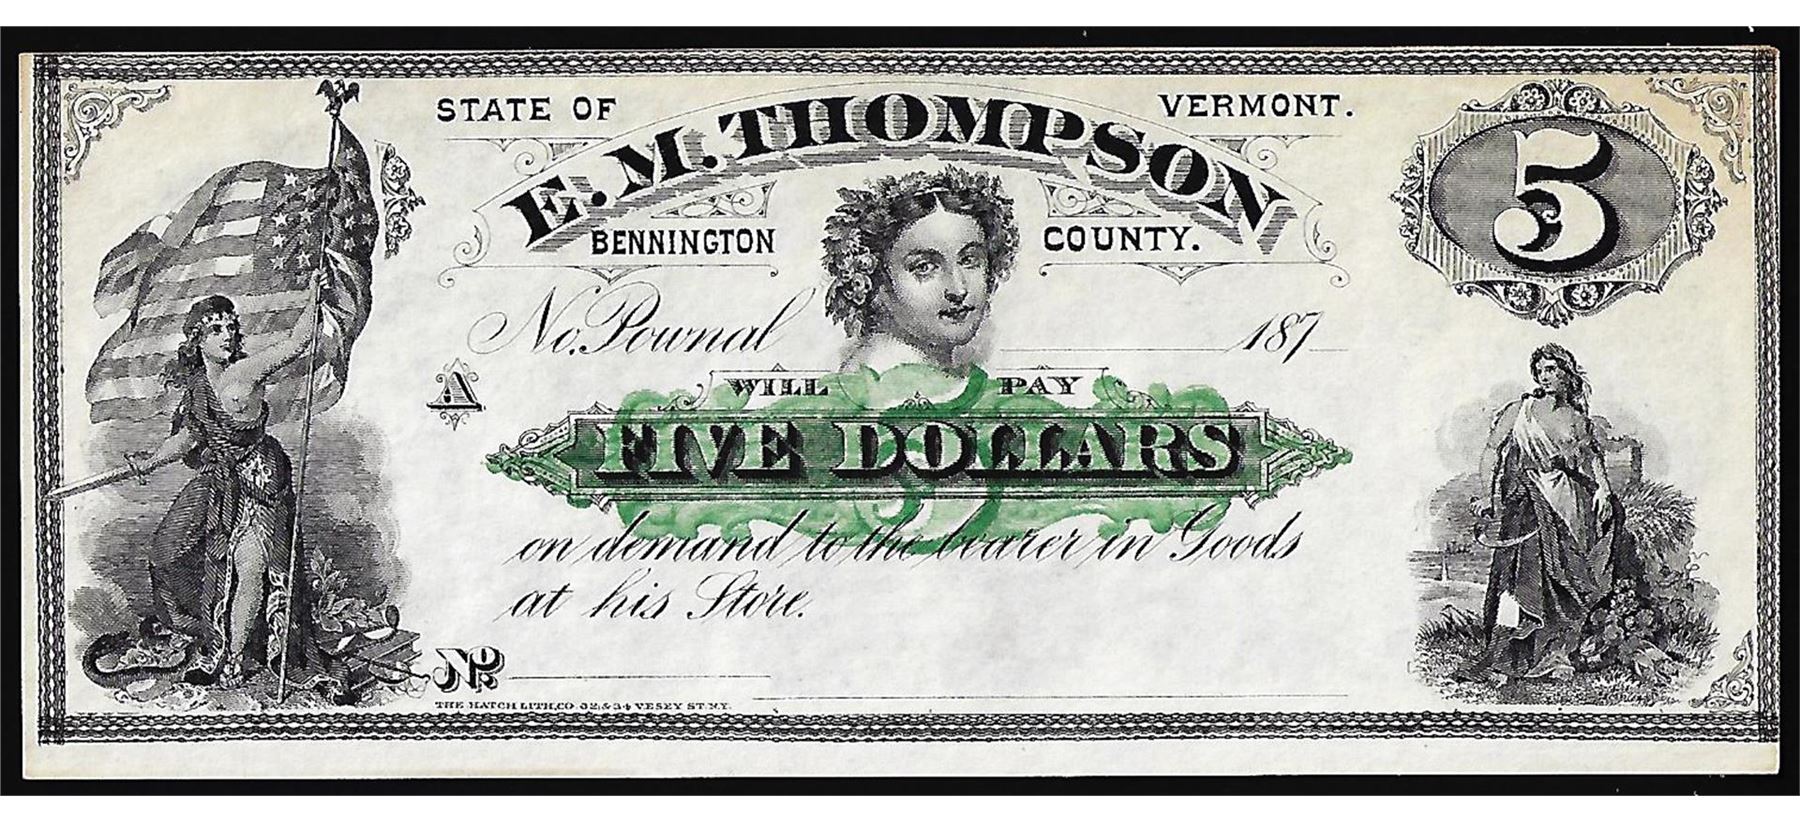 STATE OF VERMONT.
E. M. THOMPSON
BENNINGTON COUNTY.
5
No. Pownal 187
A
WILL PAY
FIVE DOLLARS
on demand to the bearer in Goods
at his Store.
No.
THE HATCH LITH. CO. 32 & 34 VESEY ST. N.Y.